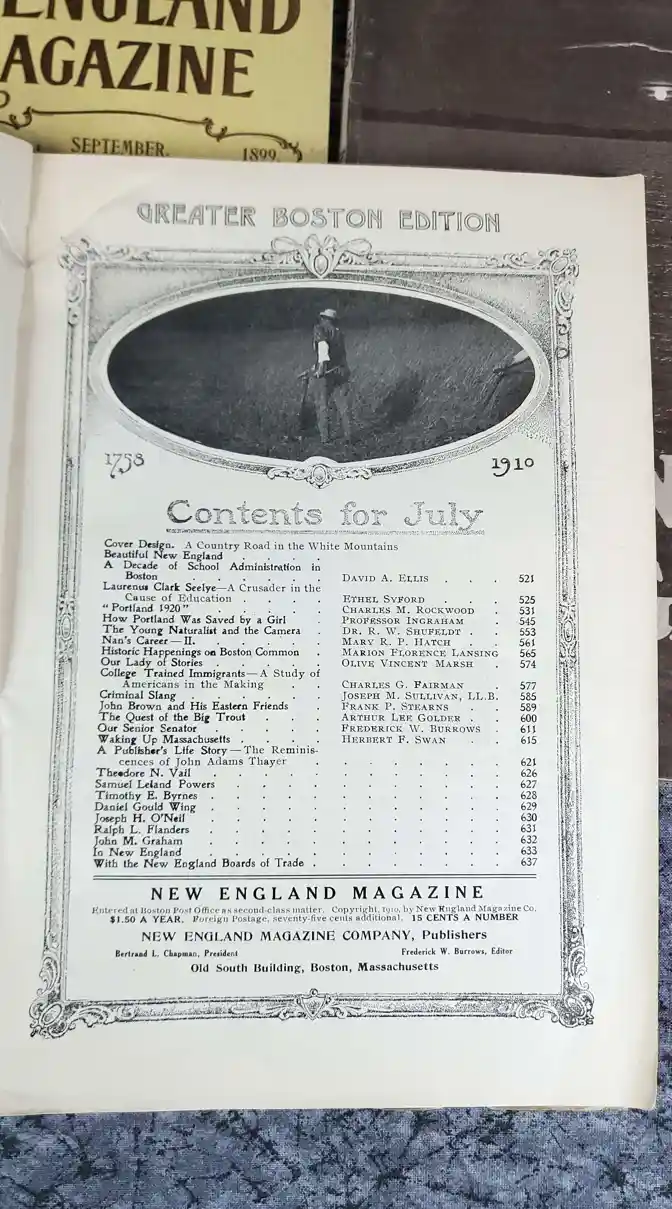 ENGLAND
MAGAZINE
SEPTEMBER. 1899.
GREATER BOSTON EDITION
1758 1910
Contents for July
Cover Design. A Country Road in the White Mountains
Beautiful New England . . . .
A Decade of School Administration in
Boston . . . . . . DAVID A. ELLIS . . . 521
Laurenus Clark Seelye—A Crusader in the
Cause of Education . . . . ETHEL SYFORD . . 525
"Portland 1920" . . . . . CHARLES M. ROCKWOOD . 531
How Portland Was Saved by a Girl . PROFESSOR INGRAHAM . 545
The Young Naturalist and the Camera . DR. R. W. SHUFELDT . . 553
Nan's Career—II. . . . . . MARY R. P. HATCH . . 561
Historic Happenings on Boston Common . MARION FLORENCE LANSING 565
Our Lady of Stories . . . . . OLIVE VINCENT MARSH . 574
College Trained Immigrants—A Study of
Americans in the Making . . CHARLES G. FAIRMAN . 577
Criminal Slang . . . . . JOSEPH M. SULLIVAN, LL.B. 585
John Brown and His Eastern Friends . FRANK P. STEARNS . . 589
The Quest of the Big Trout . . . ARTHUR LEE GOLDER . . 600
Our Senior Senator . . . . . FREDERICK W. BURROWS . 611
Waking Up Massachusetts . . . . HERBERT F. SWAN . . 615
A Publisher's Life Story—The Reminis-
cences of John Adams Thayer . . . . . . . 621
Theodore N. Vail . . . . . . . . . . 626
Samuel Leland Powers . . . . . . . . . 627
Timothy E. Byrnes . . . . . . . . . . 628
Daniel Gould Wing . . . . . . . . . . 629
Joseph H. O'Neil . . . . . . . . . . 630
Ralph L. Flanders . . . . . . . . . . 631
John M. Graham . . . . . . . . . . 632
In New England . . . . . . . . . . 633
With the New England Boards of Trade . . . . . . . 637
NEW ENGLAND MAGAZINE
Entered at Boston Post Office as second-class matter. Copyright, 1910, by New England Magazine Co.
$1.50 A YEAR. Foreign Postage, seventy-five cents additional. 15 CENTS A NUMBER
NEW ENGLAND MAGAZINE COMPANY, Publishers
Bertrand L. Chapman, President Frederick W. Burrows, Editor
Old South Building, Boston, Massachusetts